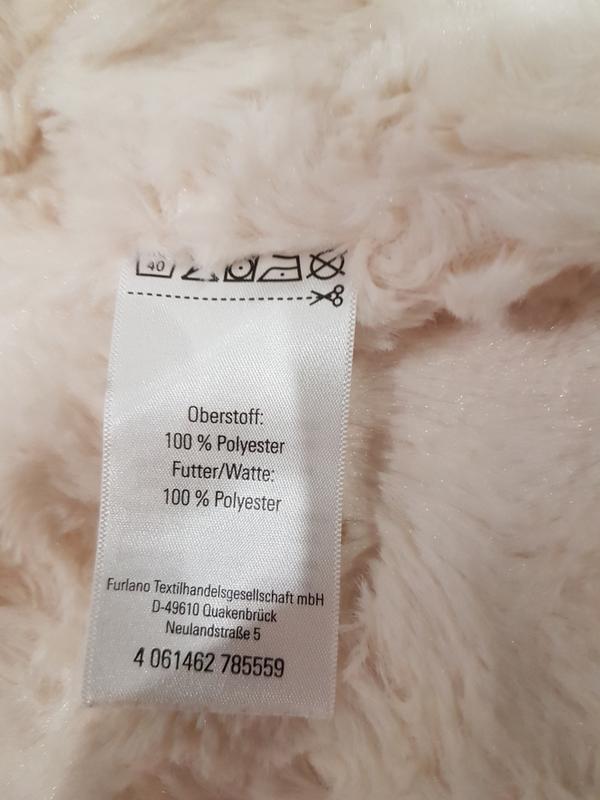 40
Oberstoff:
100 % Polyester
Futter/Watte:
100 % Polyester
Furlano Textilhandelsgesellschaft mbH
D-49610 Quakenbrück
Neulandstraße 5
4 061462 785559